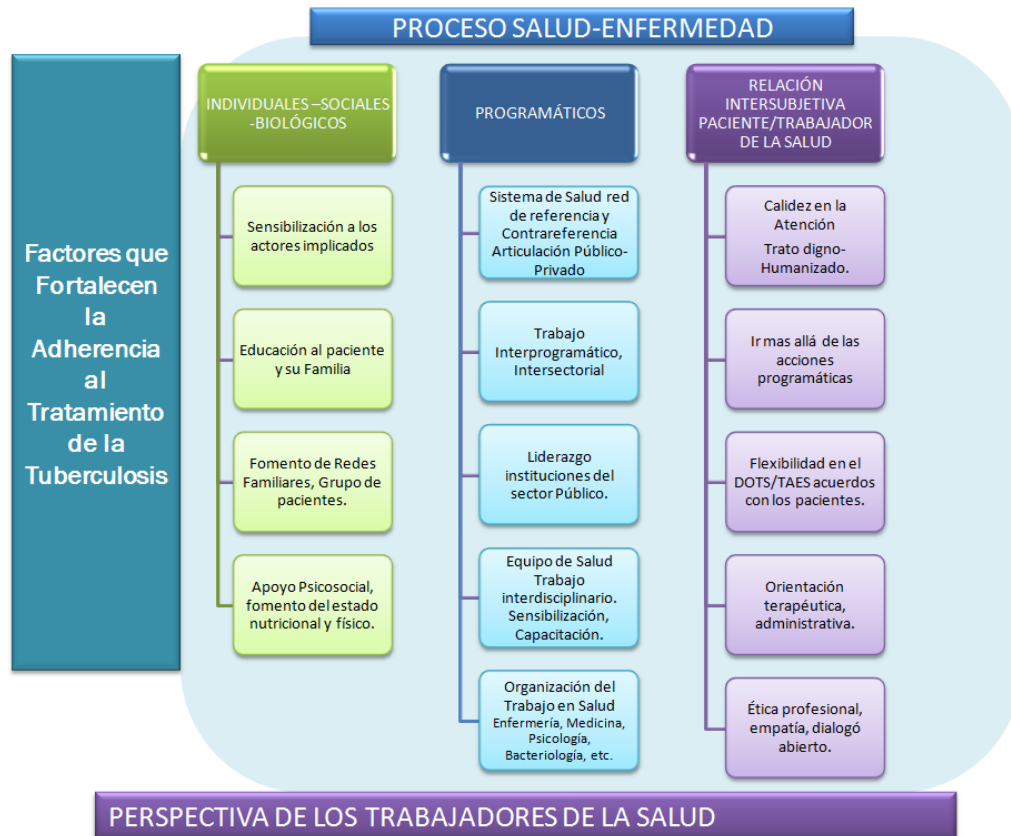 PROCESO SALUD-ENFERMEDAD
Factores que
Fortalecen
la
Adherencia
al
Tratamiento
de la
Tuberculosis
INDIVIDUALES –SOCIALES
-BIOLÓGICOS
Sensibilización a los
actores implicados
Educación al paciente
y su Familia
Fomento de Redes
Familiares, Grupo de
pacientes.
Apoyo Psicosocial,
fomento del estado
nutricional y físico.
PROGRAMÁTICOS
Sistema de Salud red
de referencia y
Contrareferencia
Articulación Público-
Privado
Trabajo
Interprogramático,
Intersectorial
Liderazgo
instituciones del
sector Público.
Equipo de Salud
Trabajo
interdisciplinario.
Sensibilización,
Capacitación.
Organización del
Trabajo en Salud
Enfermería, Medicina,
Psicología,
Bacteriología, etc.
RELACIÓN
INTERSUBJETIVA
PACIENTE/TRABAJADOR
DE LA SALUD
Calidez en la
Atención
Trato digno-
Humanizado.
Ir mas allá de las
acciones
programáticas
Flexibilidad en el
DOTS/TAES acuerdos
con los pacientes.
Orientación
terapéutica,
administrativa.
Ética profesional,
empatía, dialogó
abierto.
PERSPECTIVA DE LOS TRABAJADORES DE LA SALUD